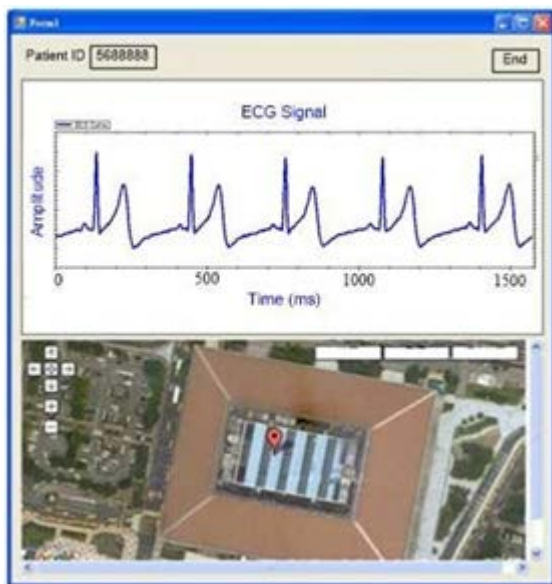 Form1
Patient ID 5688888
End
ECG Signal
Amplitude
0 500 1000 1500
Time (ms)